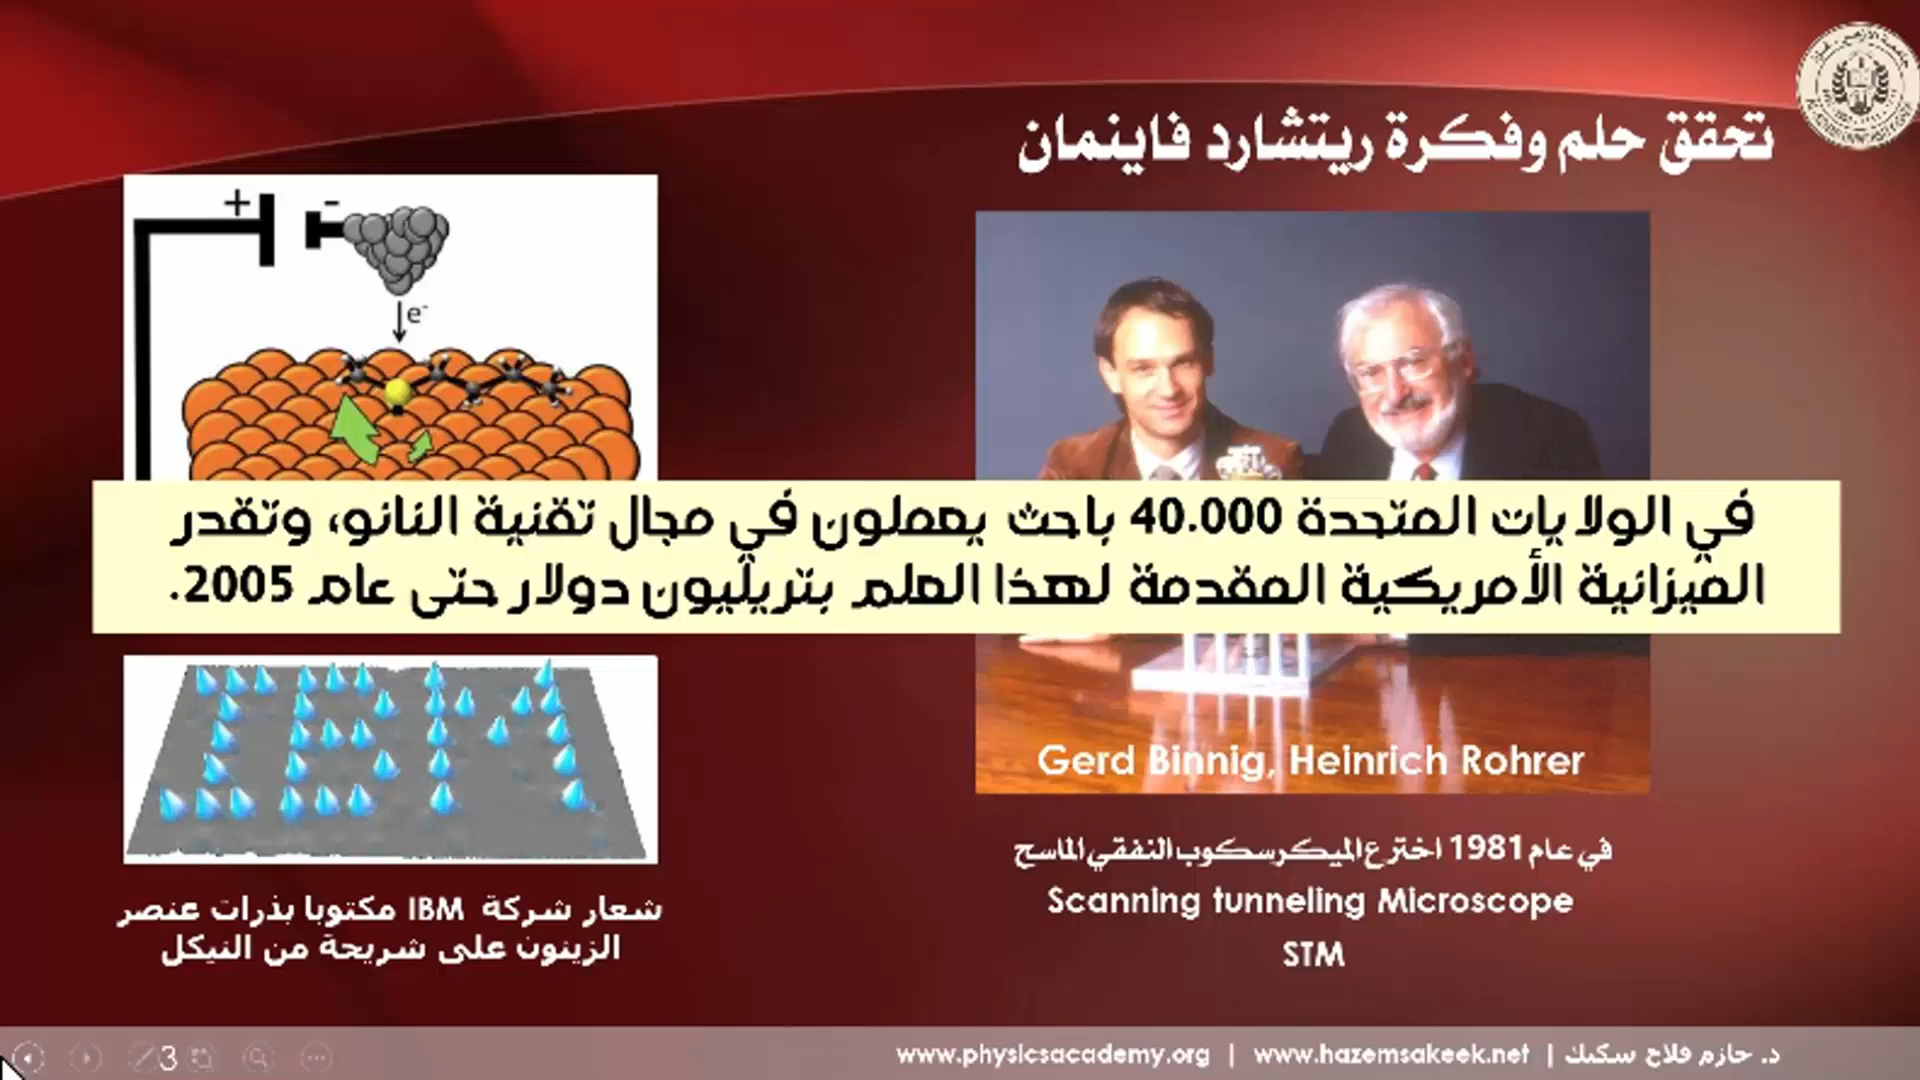 تحقق حلم وفكرة ريتشارد فاينمان
+ -
e-
في الولايات المتحدة 40.000 باحث يعملون في مجال تقنية النانو، وتقدر
الميزانية الأمريكية المقدمة لهذا العلم بتريليون دولار حتى عام 2005.
IBM
Gerd Binnig, Heinrich Rohrer
في عام 1981 اخترع الميكرسكوب النفقي الماسح
Scanning tunneling Microscope
STM
شعار شركة IBM مكتوبا بذرات عنصر
الزينون على شريحة من النيكل
3
www.physicsacademy.org | www.hazemsakeek.net | د. حازم فلاح سكيك